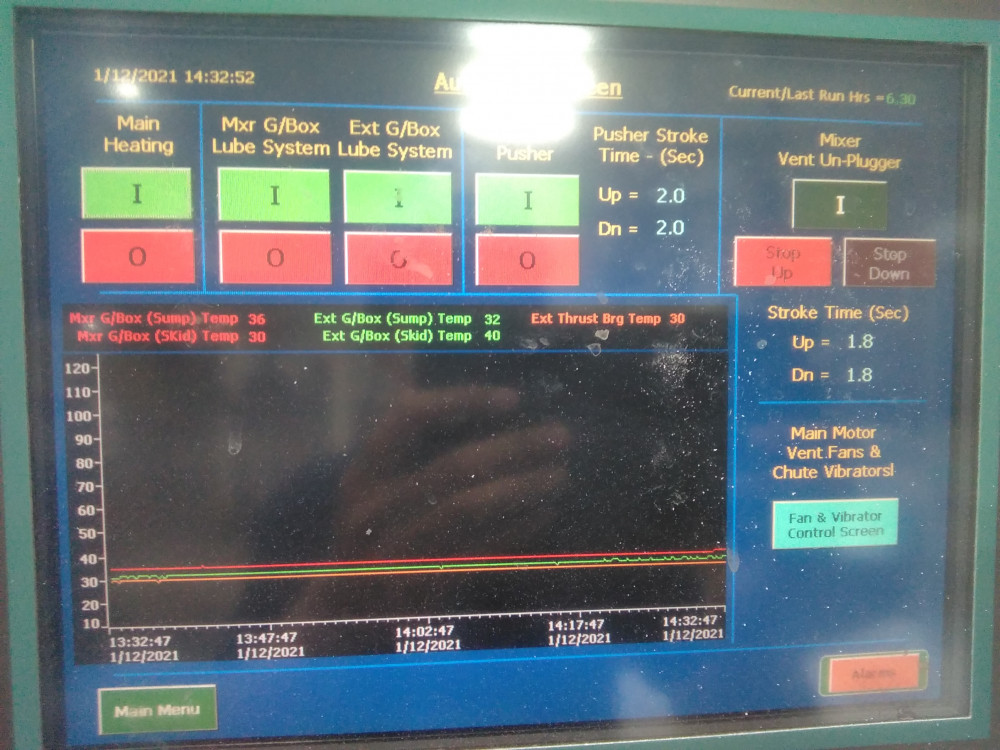 1/12/2021 14:32:52
Current/Last Run Hrs =6.30
Main
Heating
I
O
Mxr G/Box
Lube System
I
O
Ext G/Box
Lube System
I
O
Pusher
I
O
Pusher Stroke
Time - (Sec)
Up = 2.0
Dn = 2.0
Mixer
Vent Un-Plugger
I
Stop
Up
Stop
Down
Stroke Time (Sec)
Up = 1.8
Dn = 1.8
Mxr G/Box (Sump) Temp 36
Mxr G/Box (SKid) Temp 30
Ext G/Box (Sump) Temp 32
Ext G/Box (Skid) Temp 40
Ext Thrust Brg Temp 30
120
110
100
90
80
70
60
50
40
30
20
10
13:32:47
1/12/2021
13:47:47
1/12/2021
14:02:47
1/12/2021
14:17:47
1/12/2021
14:32:47
1/12/2021
Main Motor
Vent Fans &
Chute Vibrators!
Fan & Vibrator
Control Screen
Main Menu
Alarms